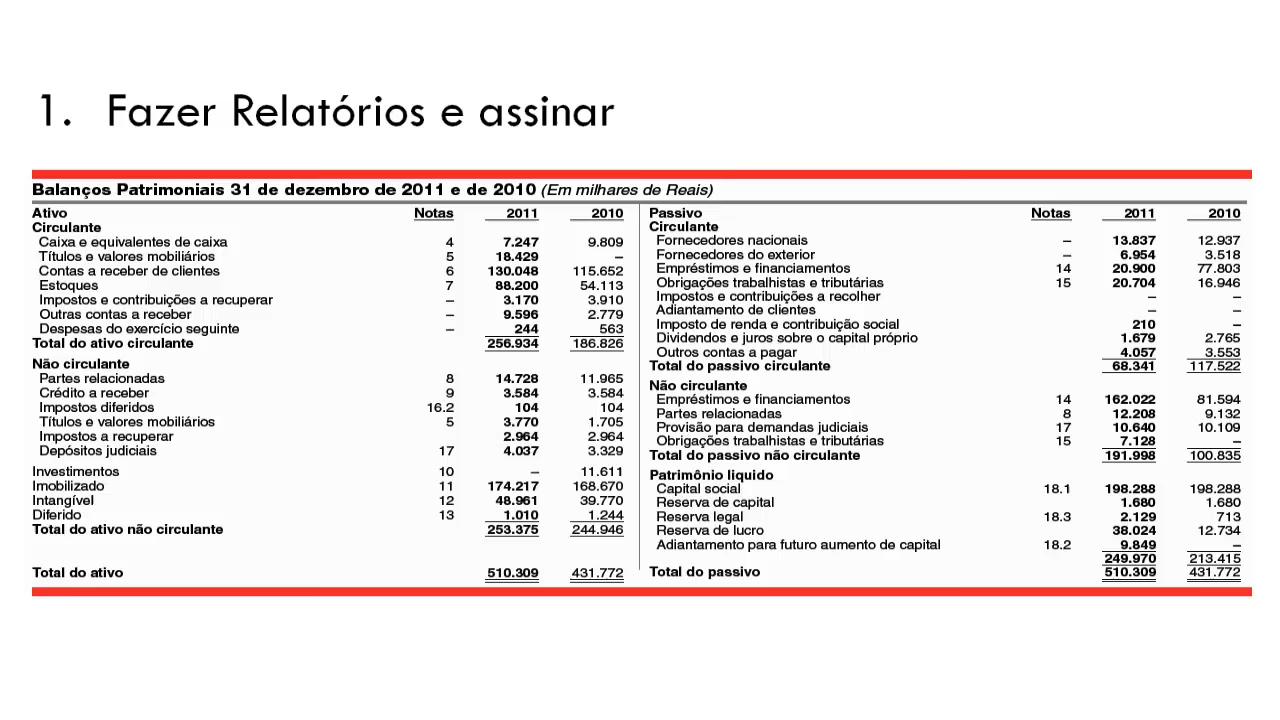 1. Fazer Relatórios e assinar
Balanços Patrimoniais 31 de dezembro de 2011 e de 2010 (Em milhares de Reais)
Ativo Notas 2011 2010
Circulante
Caixa e equivalentes de caixa 4 7.247 9.809
Títulos e valores mobiliários 5 18.429 –
Contas a receber de clientes 6 130.048 115.652
Estoques 7 88.200 54.113
Impostos e contribuições a recuperar – 3.170 3.910
Outras contas a receber – 9.596 2.779
Despesas do exercício seguinte – 244 563
Total do ativo circulante 256.934 186.826
Não circulante
Partes relacionadas 8 14.728 11.965
Crédito a receber 9 3.584 3.584
Impostos diferidos 16.2 104 104
Títulos e valores mobiliários 5 3.770 1.705
Impostos a recuperar 2.964 2.964
Depósitos judiciais 17 4.037 3.329
Investimentos 10 – 11.611
Imobilizado 11 174.217 168.670
Intangível 12 48.961 39.770
Diferido 13 1.010 1.244
Total do ativo não circulante 253.375 244.946
Total do ativo 510.309 431.772
Passivo Notas 2011 2010
Circulante
Fornecedores nacionais – 13.837 12.937
Fornecedores do exterior – 6.954 3.518
Empréstimos e financiamentos 14 20.900 77.803
Obrigações trabalhistas e tributárias 15 20.704 16.946
Impostos e contribuições a recolher – –
Adiantamento de clientes – –
Imposto de renda e contribuição social 210 –
Dividendos e juros sobre o capital próprio 1.679 2.765
Outros contas a pagar 4.057 3.553
Total do passivo circulante 68.341 117.522
Não circulante
Empréstimos e financiamentos 14 162.022 81.594
Partes relacionadas 8 12.208 9.132
Provisão para demandas judiciais 17 10.640 10.109
Obrigações trabalhistas e tributárias 15 7.128 –
Total do passivo não circulante 191.998 100.835
Patrimônio liquido
Capital social 18.1 198.288 198.288
Reserva de capital 1.680 1.680
Reserva legal 18.3 2.129 713
Reserva de lucro 38.024 12.734
Adiantamento para futuro aumento de capital 18.2 9.849 –
249.970 213.415
Total do passivo 510.309 431.772